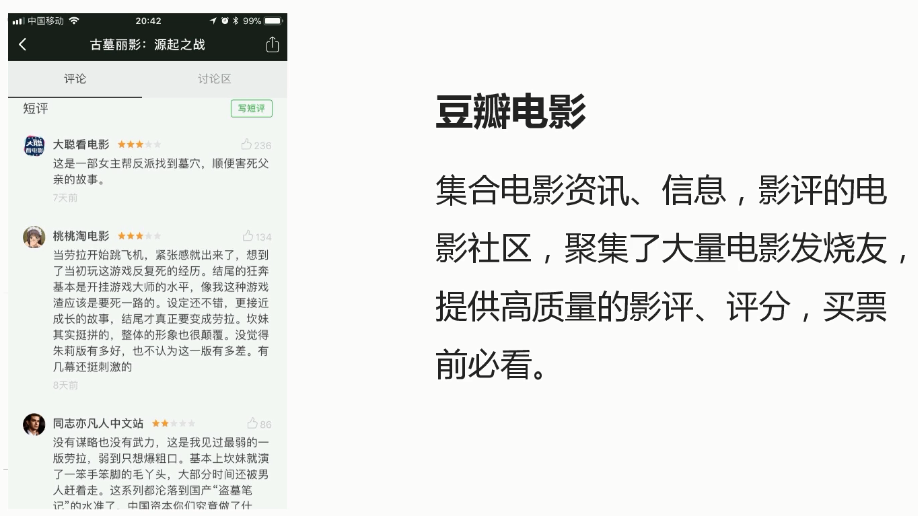 中国移动
20:42
99%
古墓丽影：源起之战
评论
讨论区
短评
写短评
大聪看电影
236
这是一部女主帮反派找到墓穴，顺便害死父
亲的故事。
7天前
桃桃淘电影
134
当劳拉开始跳飞机，紧张感就出来了，想到
了当初玩这游戏反复死的经历。结尾的狂奔
基本是开挂游戏大师的水平，像我这种游戏
渣应该是要死一路的。设定还不错，更接近
成长的故事，结尾才真正要变成劳拉。坎妹
其实挺拼的，整体的形象也很颠覆。没觉得
朱莉版有多好，也不认为这一版有多差。有
几幕还挺刺激的
8天前
同志亦凡人中文站
86
没有谋略也没有武力，这是我见过最弱的一
版劳拉，弱到只想爆粗口。基本上坎妹就演
了一笨手笨脚的毛丫头，大部分时间还被男
人赶着走。这系列都沦落到国产“盗墓笔
记”的水准了，中国资本你们究竟做了什
豆瓣电影
集合电影资讯、信息，影评的电
影社区，聚集了大量电影发烧友，
提供高质量的影评、评分，买票
前必看。